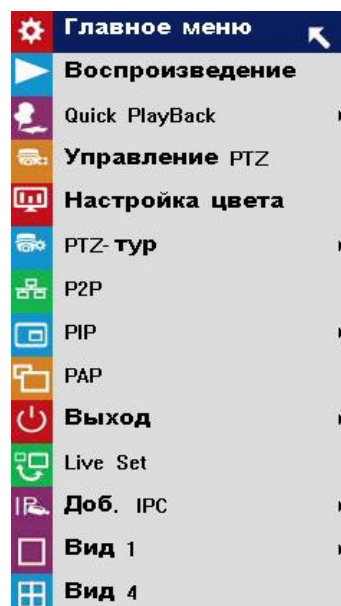 Главное меню
Воспроизведение
Quick PlayBack
Управление PTZ
Настройка цвета
PTZ-тур
P2P
PIP
PAP
Выход
Live Set
Доб. IPC
Вид 1
Вид 4